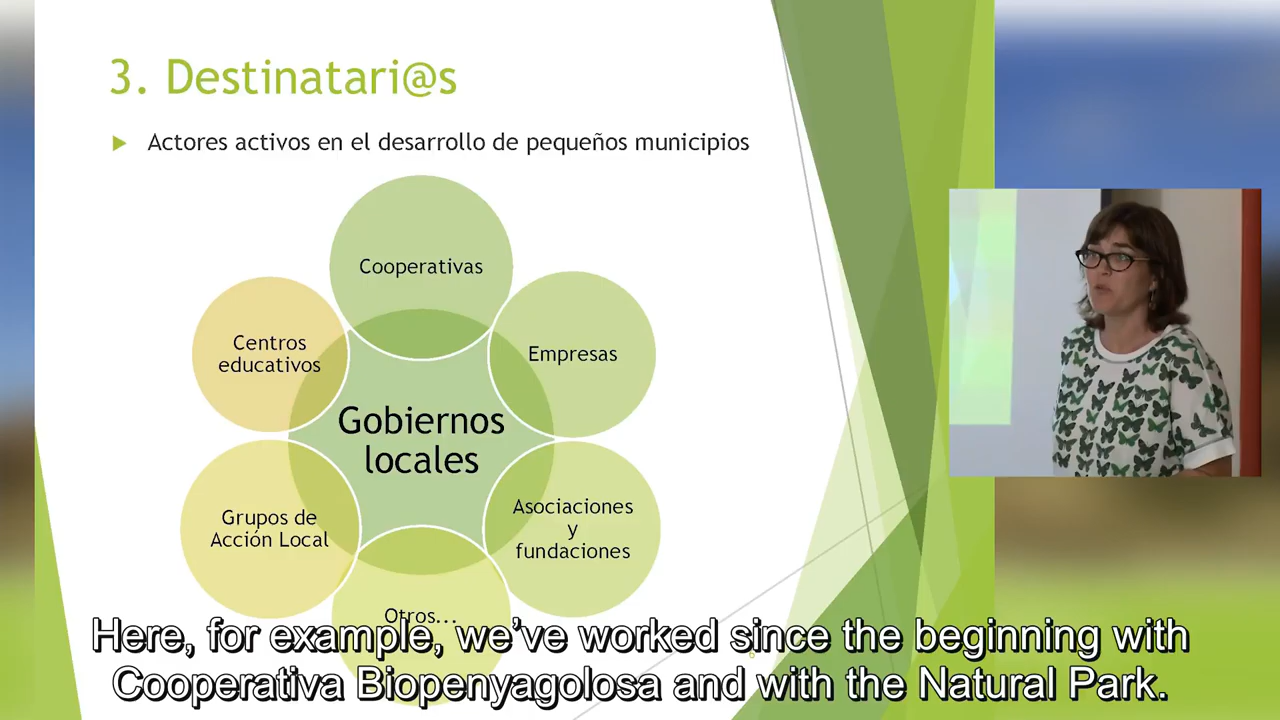 3. Destinatari@s
Actores activos en el desarrollo de pequeños municipios
Cooperativas
Centros
educativos
Empresas
Gobiernos
locales
Grupos de
Acción Local
Asociaciones
y
fundaciones
Otros...
Here, for example, we've worked since the beginning with
Cooperativa Biopenyagolosa and with the Natural Park.